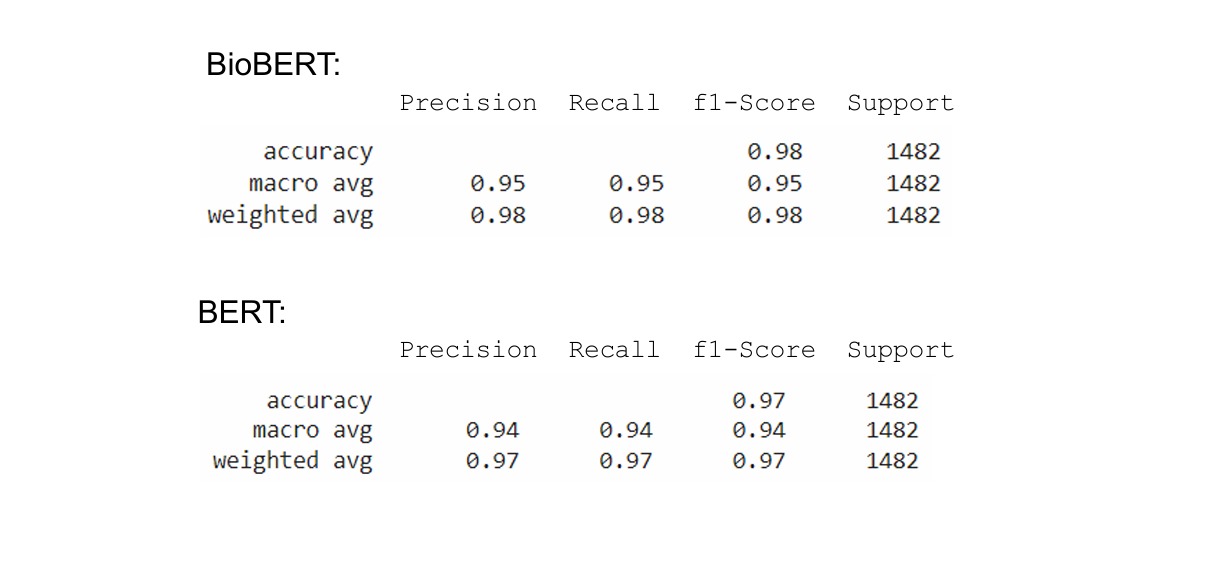 BioBERT:
Precision Recall f1-Score Support
accuracy 0.98 1482
macro avg 0.95 0.95 0.95 1482
weighted avg 0.98 0.98 0.98 1482
BERT:
Precision Recall f1-Score Support
accuracy 0.97 1482
macro avg 0.94 0.94 0.94 1482
weighted avg 0.97 0.97 0.97 1482